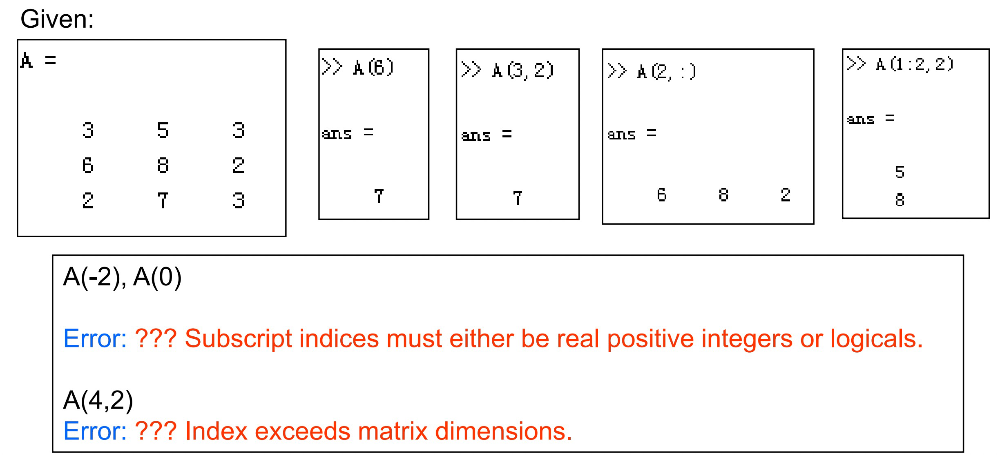 Given:
A =
3 5 3
6 8 2
2 7 3
>> A(6)
ans =
7
>> A(3,2)
ans =
7
>> A(2,:)
ans =
6 8 2
>> A(1:2,2)
ans =
5
8
A(-2), A(0)
Error: ??? Subscript indices must either be real positive integers or logicals.
A(4,2)
Error: ??? Index exceeds matrix dimensions.